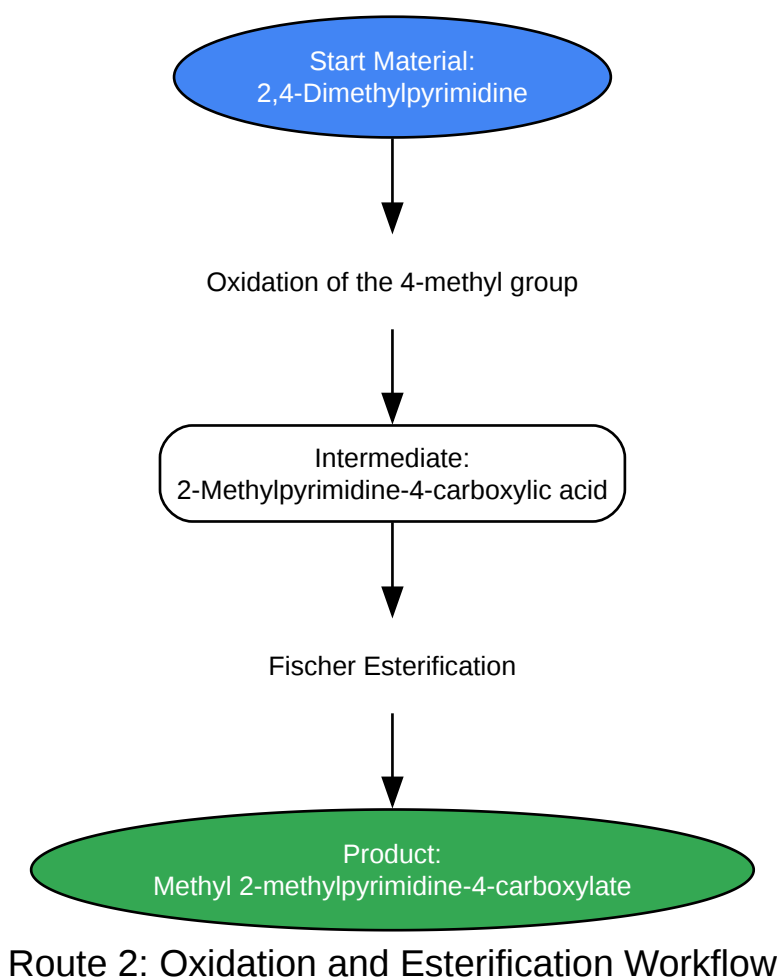 Start Material:
2,4-Dimethylpyrimidine
Oxidation of the 4-methyl group
Intermediate:
2-Methylpyrimidine-4-carboxylic acid
Fischer Esterification
Product:
Methyl 2-methylpyrimidine-4-carboxylate
Route 2: Oxidation and Esterification Workflow